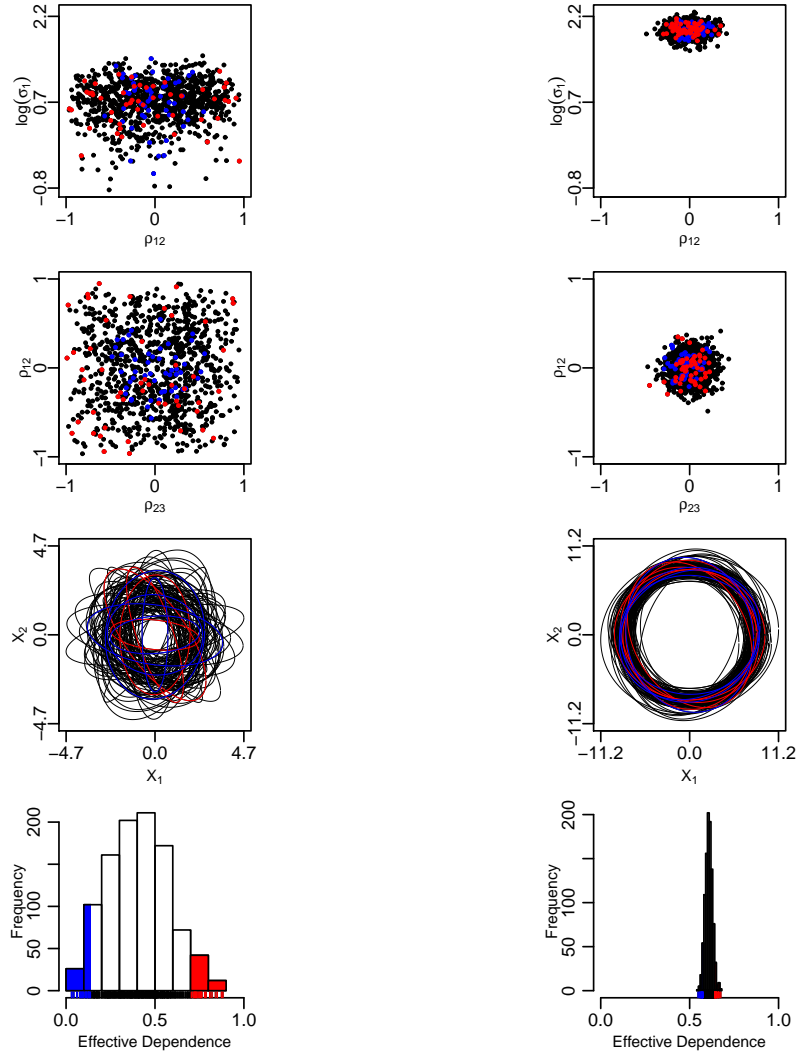 2.2
0.7
−0.8
log(σ₁)
−1 0 1
ρ₁₂
2.2
0.7
−0.8
log(σ₁)
−1 0 1
ρ₁₂
1
0
−1
ρ₁₂
−1 0 1
ρ₂₃
1
0
−1
ρ₁₂
−1 0 1
ρ₂₃
4.7
0.0
−4.7
X₂
−4.7 0.0 4.7
X₁
11.2
0.0
−11.2
X₂
−11.2 0.0 11.2
X₁
200
100
50
0
Frequency
0.0 0.5 1.0
Effective Dependence
200
100
50
0
Frequency
0.0 0.5 1.0
Effective Dependence